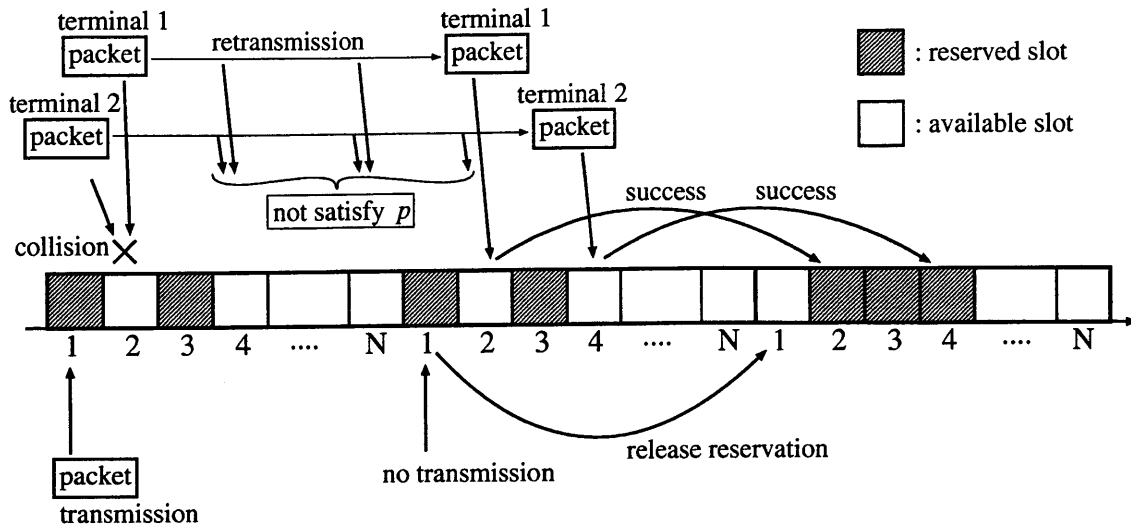 terminal 1
packet
retransmission
terminal 1
packet
: reserved slot
terminal 2
packet
terminal 2
packet
: available slot
not satisfy p
success
success
collision
1 2 3 4 .... N 1 2 3 4 .... N 1 2 3 4 .... N
packet
transmission
no transmission
release reservation